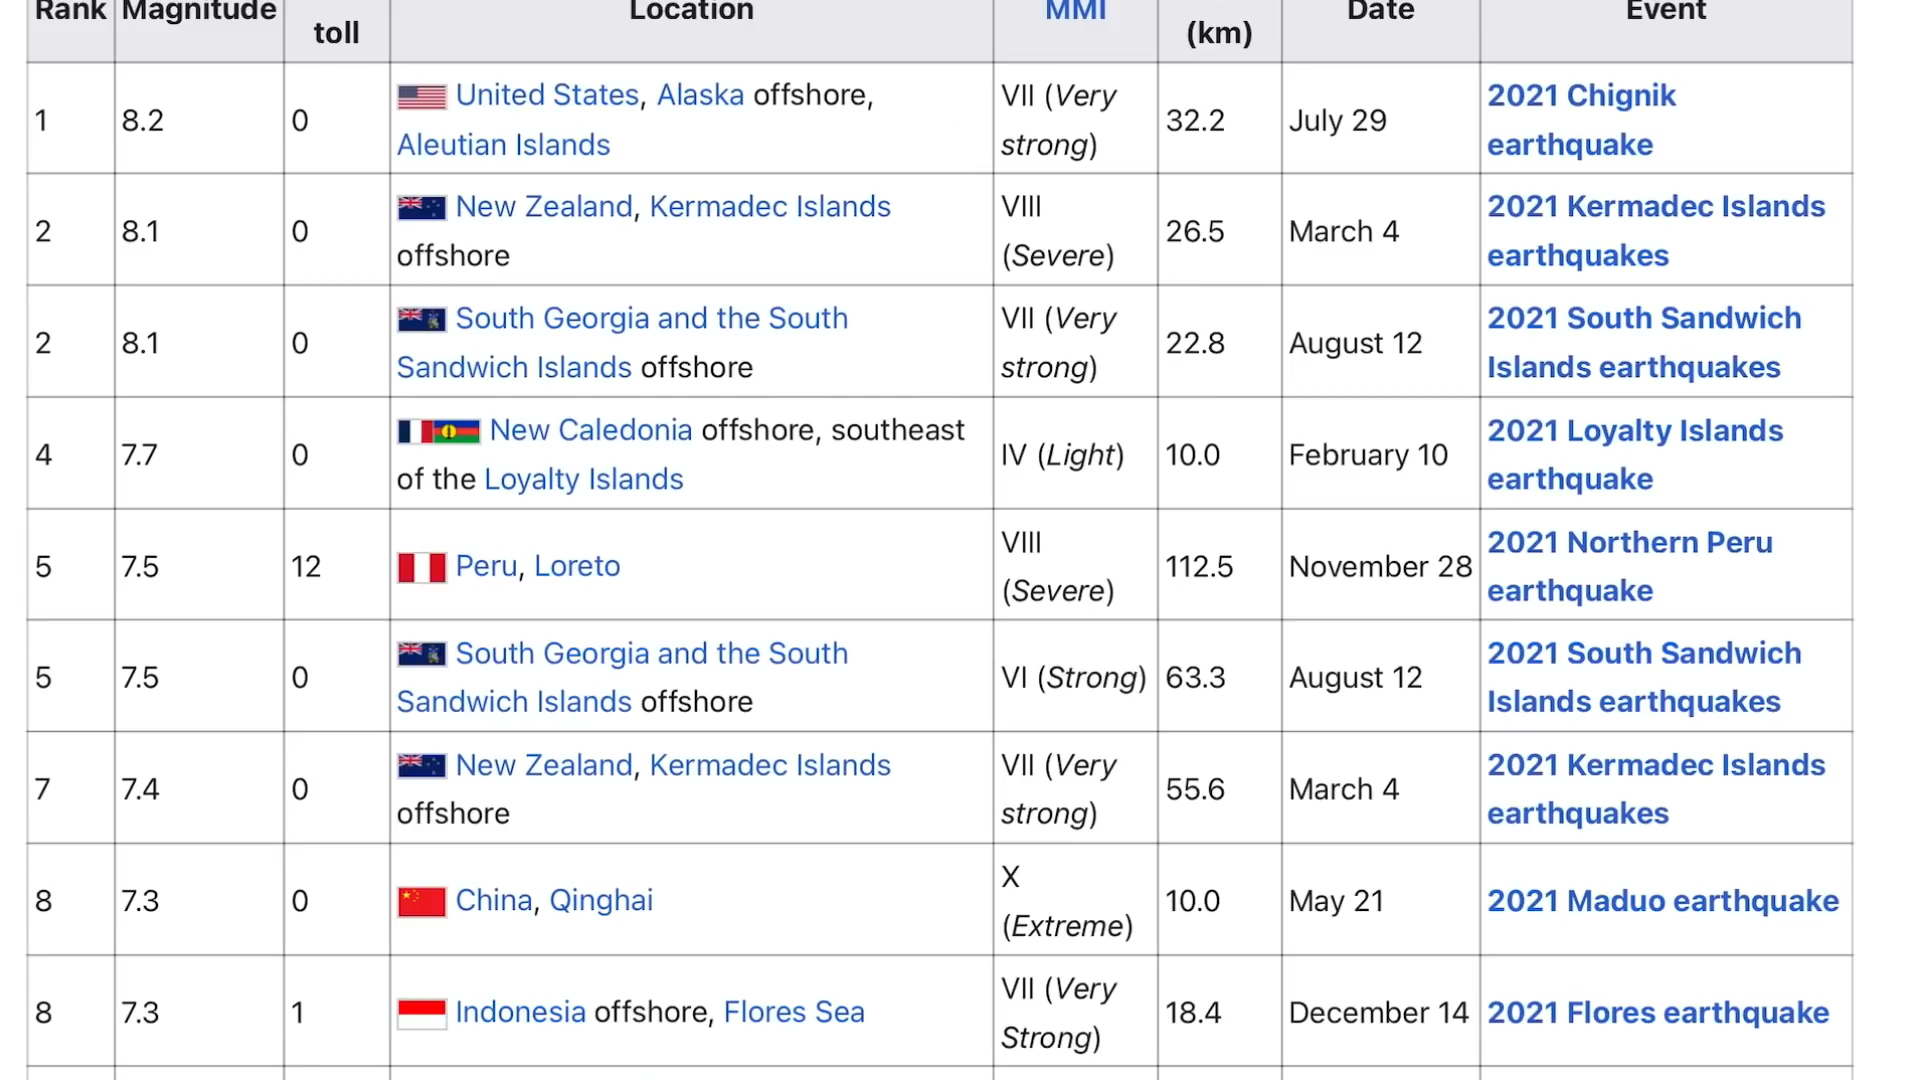 Rank Magnitude toll Location MMI (km) Date Event
1 8.2 0 United States, Alaska offshore, Aleutian Islands VII (Very strong) 32.2 July 29 2021 Chignik earthquake
2 8.1 0 New Zealand, Kermadec Islands offshore VIII (Severe) 26.5 March 4 2021 Kermadec Islands earthquakes
2 8.1 0 South Georgia and the South Sandwich Islands offshore VII (Very strong) 22.8 August 12 2021 South Sandwich Islands earthquakes
4 7.7 0 New Caledonia offshore, southeast of the Loyalty Islands IV (Light) 10.0 February 10 2021 Loyalty Islands earthquake
5 7.5 12 Peru, Loreto VIII (Severe) 112.5 November 28 2021 Northern Peru earthquake
5 7.5 0 South Georgia and the South Sandwich Islands offshore VI (Strong) 63.3 August 12 2021 South Sandwich Islands earthquakes
7 7.4 0 New Zealand, Kermadec Islands offshore VII (Very strong) 55.6 March 4 2021 Kermadec Islands earthquakes
8 7.3 0 China, Qinghai X (Extreme) 10.0 May 21 2021 Maduo earthquake
8 7.3 1 Indonesia offshore, Flores Sea VII (Very Strong) 18.4 December 14 2021 Flores earthquake